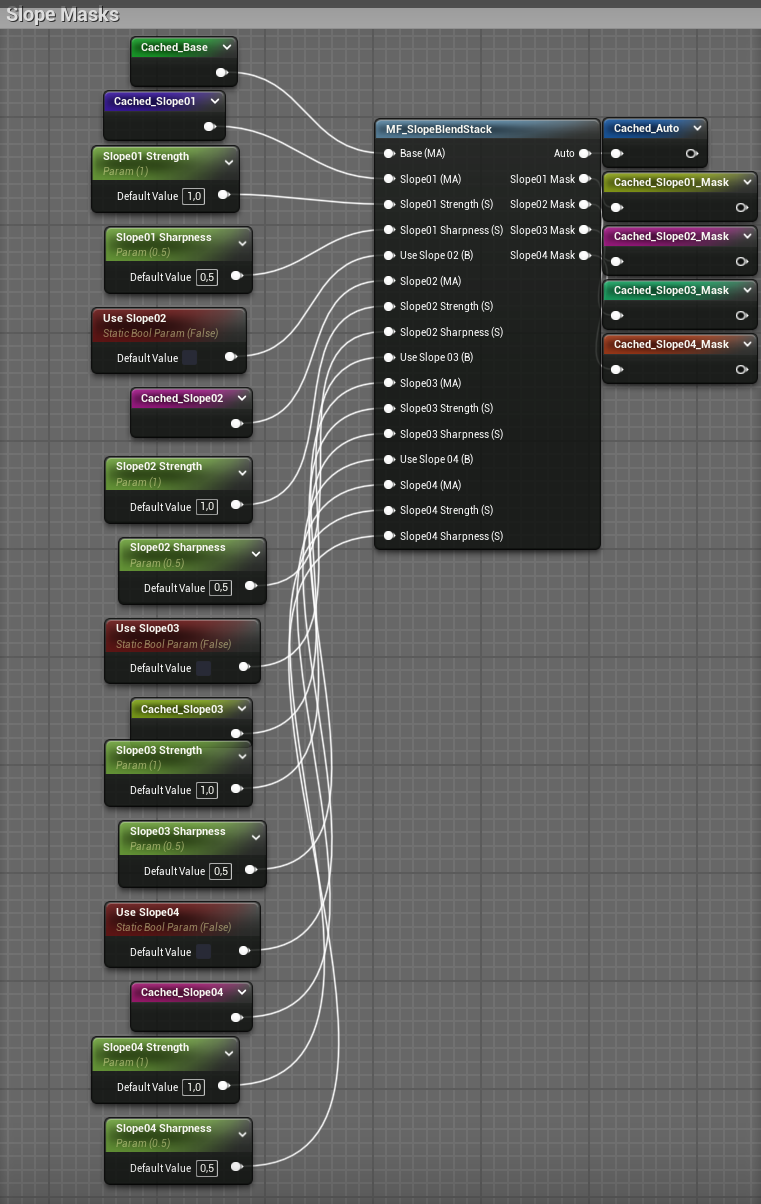 Slope Masks
Cached_Base
Cached_Slope01
Slope01 Strength
Param (1)
Default Value 1,0
Slope01 Sharpness
Param (0.5)
Default Value 0,5
Use Slope02
Static Bool Param (False)
Default Value
Cached_Slope02
Slope02 Strength
Param (1)
Default Value 1,0
Slope02 Sharpness
Param (0.5)
Default Value 0,5
Use Slope03
Static Bool Param (False)
Default Value
Cached_Slope03
Slope03 Strength
Param (1)
Default Value 1,0
Slope03 Sharpness
Param (0.5)
Default Value 0,5
Use Slope04
Static Bool Param (False)
Default Value
Cached_Slope04
Slope04 Strength
Param (1)
Default Value 1,0
Slope04 Sharpness
Param (0.5)
Default Value 0,5
MF_SlopeBlendStack
Base (MA) Auto
Slope01 (MA) Slope01 Mask
Slope01 Strength (S) Slope02 Mask
Slope01 Sharpness (S) Slope03 Mask
Use Slope 02 (B) Slope04 Mask
Slope02 (MA)
Slope02 Strength (S)
Slope02 Sharpness (S)
Use Slope 03 (B)
Slope03 (MA)
Slope03 Strength (S)
Slope03 Sharpness (S)
Use Slope 04 (B)
Slope04 (MA)
Slope04 Strength (S)
Slope04 Sharpness (S)
Cached_Auto
Cached_Slope01_Mask
Cached_Slope02_Mask
Cached_Slope03_Mask
Cached_Slope04_Mask